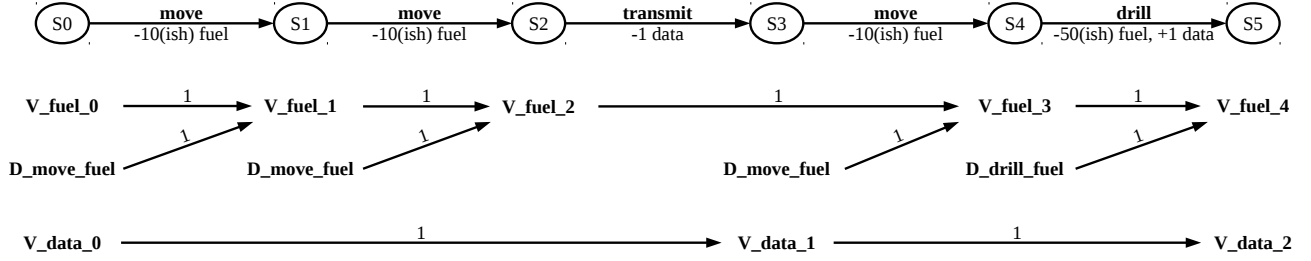 move move transmit move drill
S0 S1 S2 S3 S4 S5
-10(ish) fuel -10(ish) fuel -1 data -10(ish) fuel -50(ish) fuel, +1 data
V_fuel_0 1 V_fuel_1 1 V_fuel_2 1 V_fuel_3 1 V_fuel_4
1 1 1 1
D_move_fuel D_move_fuel D_move_fuel D_drill_fuel
V_data_0 1 V_data_1 1 V_data_2